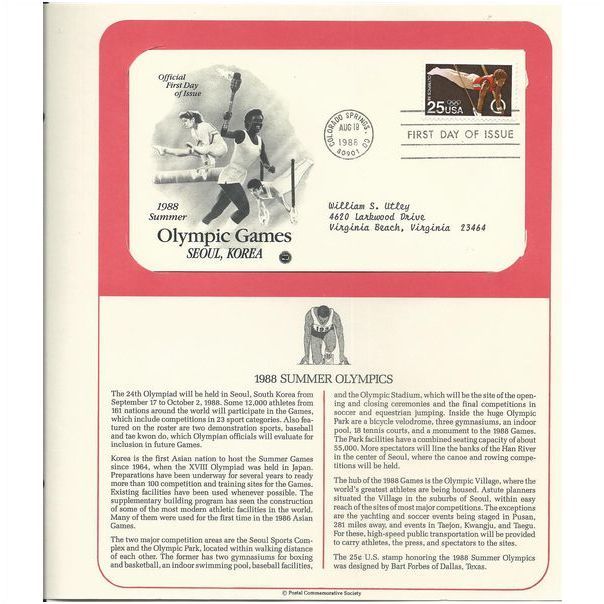 Official
First Day
of Issue
1988
Summer
Olympic Games
SEOUL, KOREA
COLORADO SPRINGS, CO
AUG 19
1988
80901
25 USA
FIRST DAY OF ISSUE
William S. Utley
4620 Larkwood Drive
Virginia Beach, Virginia 23464
1988 SUMMER OLYMPICS
The 24th Olympiad will be held in Seoul, South Korea from
September 17 to October 2, 1988. Some 12,000 athletes from
161 nations around the world will participate in the Games,
which include competitions in 23 sport categories. Also fea-
tured on the roster are two demonstration sports, baseball
and tae kwon do, which Olympic officials will evaluate for
inclusion in future Games.
Korea is the first Asian nation to host the Summer Games
since 1964, when the XVIII Olympiad was held in Japan.
Preparations have been underway for several years to ready
more than 100 competition and training sites for the Games.
Existing facilities have been used whenever possible. The
supplementary building program has seen the construction
of some of the most modern athletic facilities in the world.
Many of them were used for the first time in the 1986 Asian
Games.
The two major competition areas are the Seoul Sports Com-
plex and the Olympic Park, located within walking distance
of each other. The former has two gymnasiums for boxing
and basketball, an indoor swimming pool, baseball facilities,
and the Olympic Stadium, which will be the site of the open-
ing and closing ceremonies and the final competitions in
soccer and equestrian jumping. Inside the huge Olympic
Park are a bicycle velodrome, three gymnasiums, an indoor
pool, 18 tennis courts, and a monument to the 1988 Games.
The Park facilities have a combined seating capacity of about
55,000. More spectators will line the banks of the Han River
in the center of Seoul, where the canoe and rowing compe-
titions will be held.
The hub of the 1988 Games is the Olympic Village, where the
world's greatest athletes are being housed. Astute planners
situated the Village in the suburbs of Seoul, within easy
reach of the sites of most major competitions. The exceptions
are the yachting and soccer events being staged in Pusan,
281 miles away, and events in Taejon, Kwangju, and Taegu.
For these, high-speed public transportation will be provided
to carry athletes, the press, and spectators to the sites.
The 25¢ U.S. stamp honoring the 1988 Summer Olympics
was designed by Bart Forbes of Dallas, Texas.
© Postal Commemorative Society